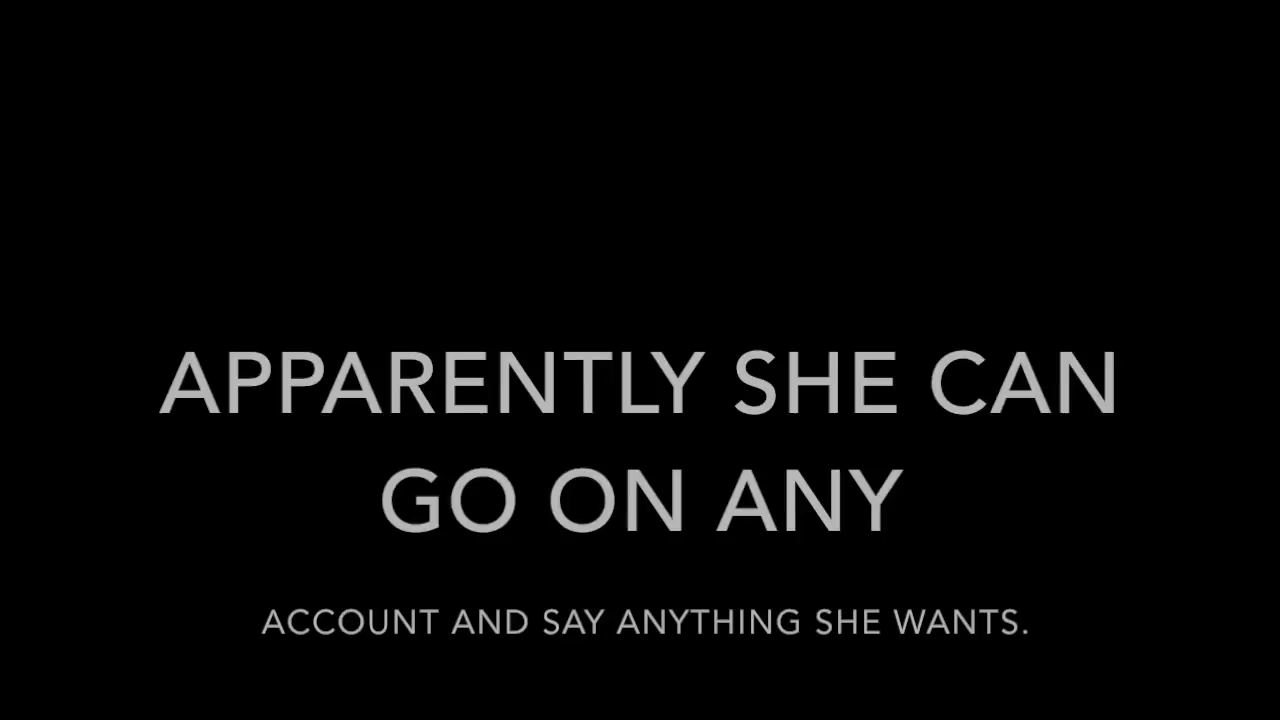 APPARENTLY SHE CAN
GO ON ANY
ACCOUNT AND SAY ANYTHING SHE WANTS.